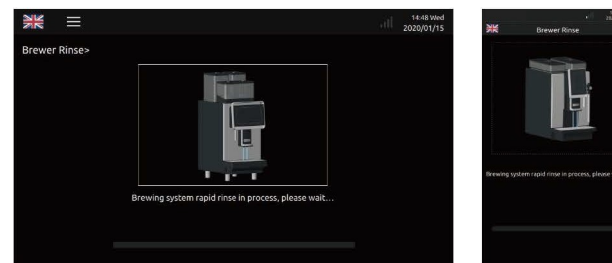 14:48 Wed
2020/01/15
Brewer Rinse>
Brewing system rapid rinse in process, please wait...
Brewer Rinse
Brewing system rapid rinse in process, please